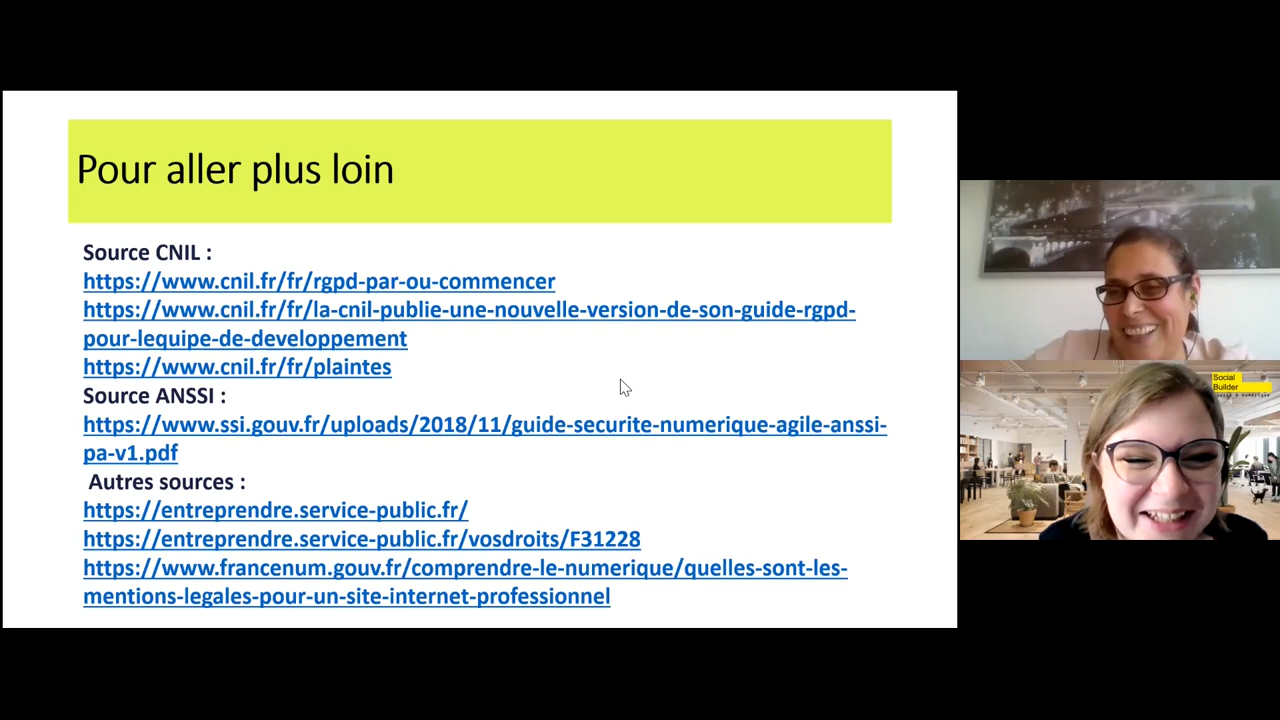 Pour aller plus loin
Source CNIL :
https://www.cnil.fr/fr/rgpd-par-ou-commencer
https://www.cnil.fr/fr/la-cnil-publie-une-nouvelle-version-de-son-guide-rgpd-
pour-lequipe-de-developpement
https://www.cnil.fr/fr/plaintes
Source ANSSI :
https://www.ssi.gouv.fr/uploads/2018/11/guide-securite-numerique-agile-anssi-
pa-v1.pdf
Autres sources :
https://entreprendre.service-public.fr/
https://entreprendre.service-public.fr/vosdroits/F31228
https://www.francenum.gouv.fr/comprendre-le-numerique/quelles-sont-les-
mentions-legales-pour-un-site-internet-professionnel
Social
Builder